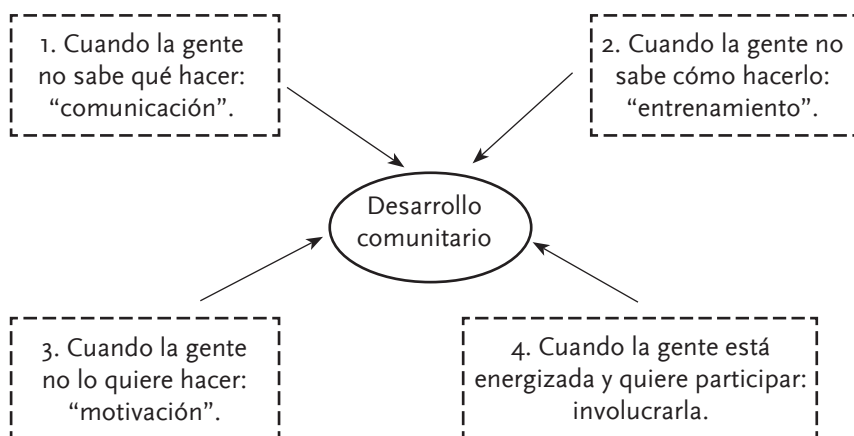 1. Cuando la gente
no sabe qué hacer:
“comunicación”.
2. Cuando la gente no
sabe cómo hacerlo:
“entrenamiento”.
Desarrollo
comunitario
3. Cuando la gente
no lo quiere hacer:
“motivación”.
4. Cuando la gente está
energizada y quiere participar:
involucrarla.